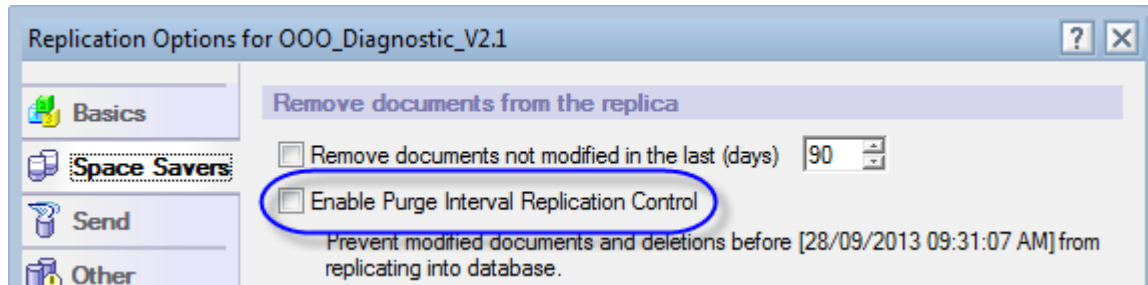 Replication Options for OOO_Diagnostic_V2.1
?
X
Basics
Space Savers
Send
Other
Remove documents from the replica
Remove documents not modified in the last (days) 90
Enable Purge Interval Replication Control
Prevent modified documents and deletions before [28/09/2013 09:31:07 AM] from
replicating into database.